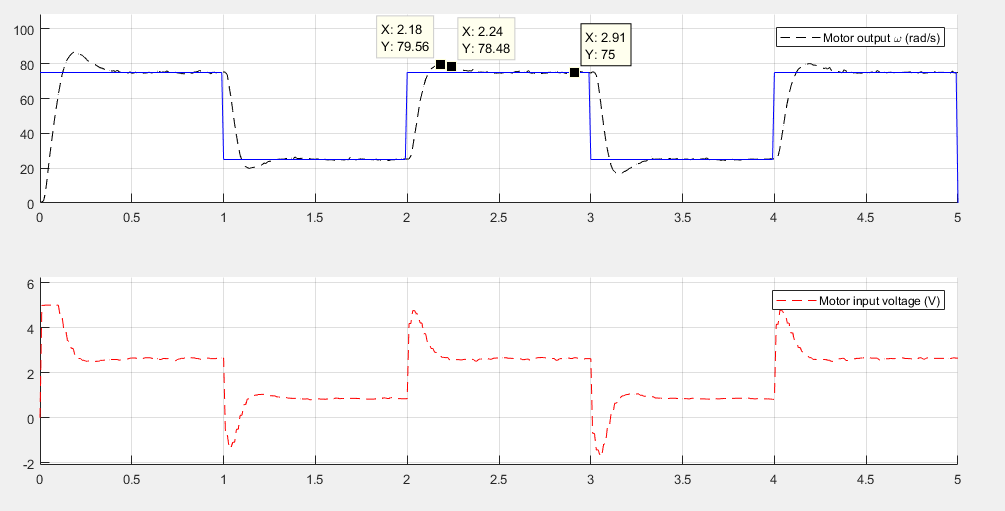 100
80
60
40
20
0
X: 2.18
Y: 79.56
X: 2.24
Y: 78.48
X: 2.91
Y: 75
Motor output ω (rad/s)
0 0.5 1 1.5 2 2.5 3 3.5 4 4.5 5
6
4
2
0
-2
Motor input voltage (V)
0 0.5 1 1.5 2 2.5 3 3.5 4 4.5 5